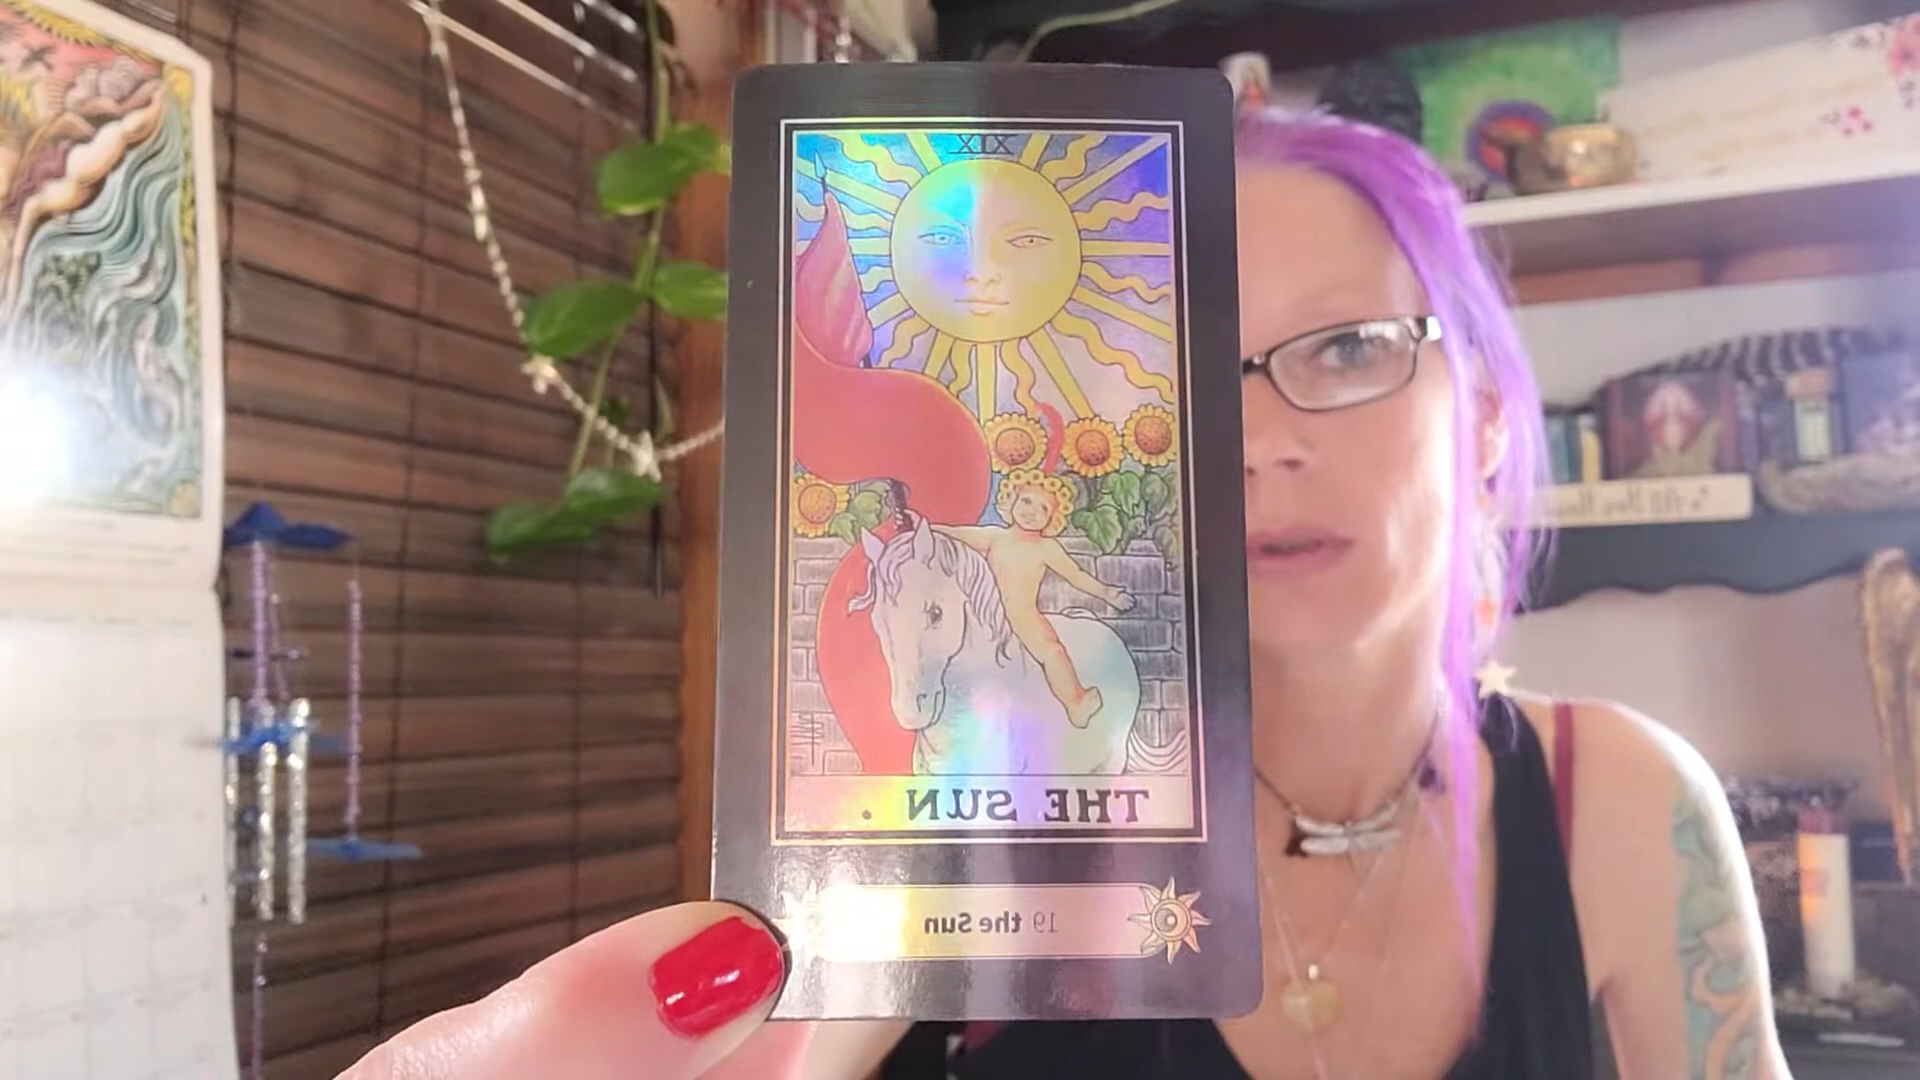 XIX
THE SUN.
19 the Sun